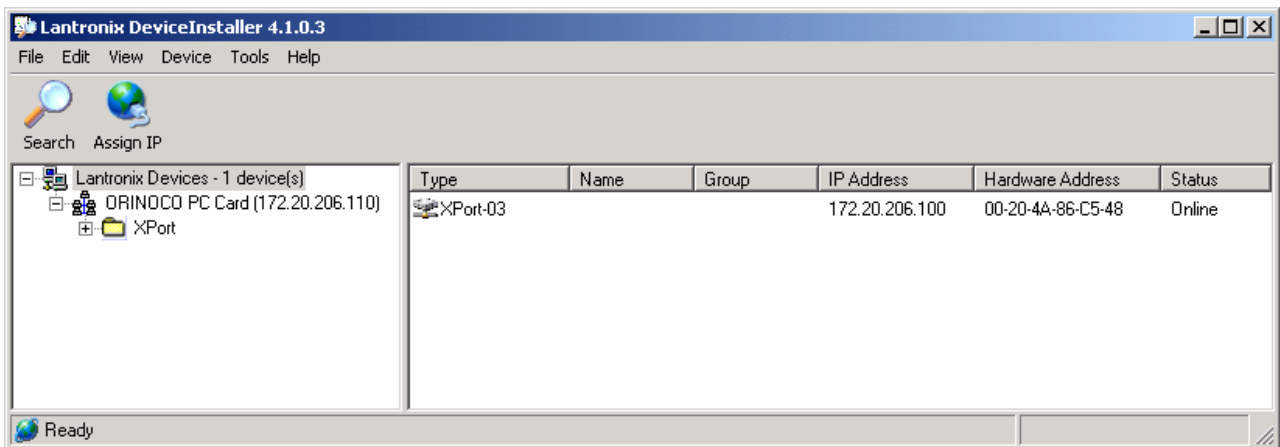 Lantronix DeviceInstaller 4.1.0.3
File Edit View Device Tools Help
Search Assign IP
Lantronix Devices - 1 device(s)
ORINOCO PC Card (172.20.206.110)
XPort
Type Name Group IP Address Hardware Address Status
XPort-03 172.20.206.100 00-20-4A-86-C5-48 Online
Ready